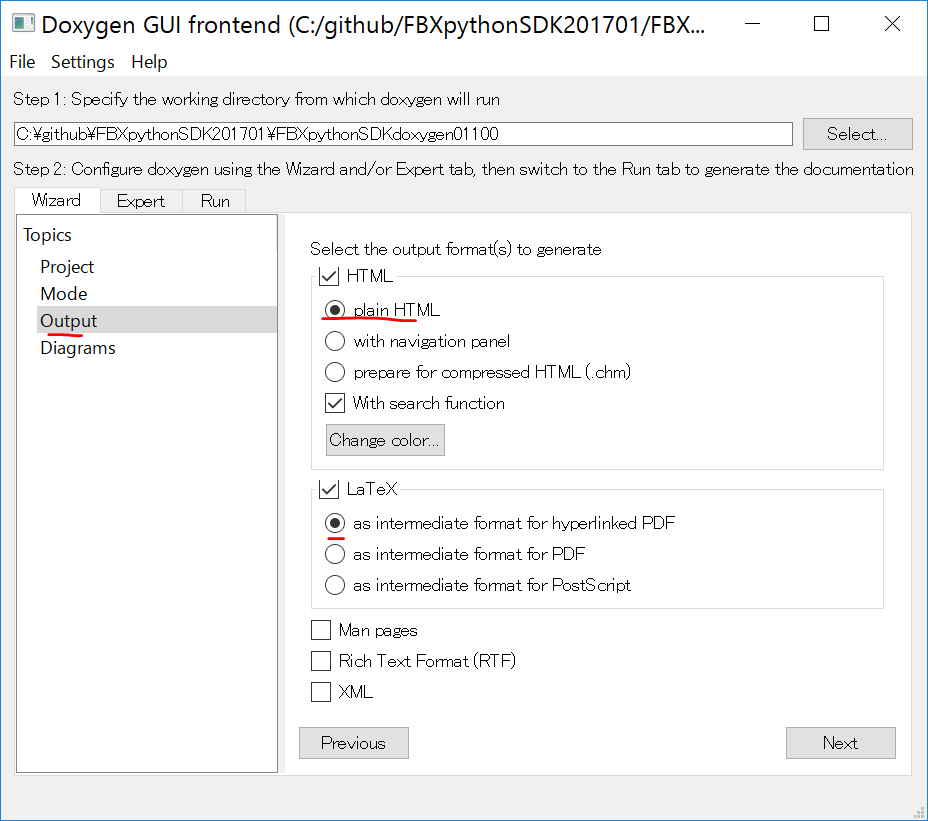 Doxygen GUI frontend (C:/github/FBXpythonSDK201701/FBX...
File Settings Help
Step 1: Specify the working directory from which doxygen will run
C:¥github¥FBXpythonSDK201701¥FBXpythonSDKdoxygen01100
Select...
Step 2: Configure doxygen using the Wizard and/or Expert tab, then switch to the Run tab to generate the documentation
Wizard Expert Run
Topics
Project
Mode
Output
Diagrams
Select the output format(s) to generate
HTML
plain HTML
with navigation panel
prepare for compressed HTML (.chm)
With search function
Change color...
LaTeX
as intermediate format for hyperlinked PDF
as intermediate format for PDF
as intermediate format for PostScript
Man pages
Rich Text Format (RTF)
XML
Previous Next